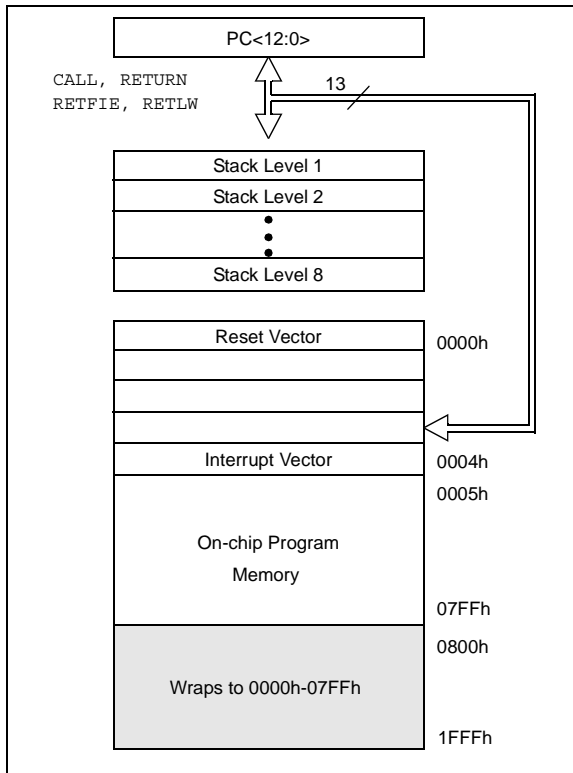 PC<12:0>
CALL, RETURN
RETFIE, RETLW
13
Stack Level 1
Stack Level 2
Stack Level 8
Reset Vector
0000h
Interrupt Vector
0004h
0005h
On-chip Program
Memory
07FFh
0800h
Wraps to 0000h-07FFh
1FFFh